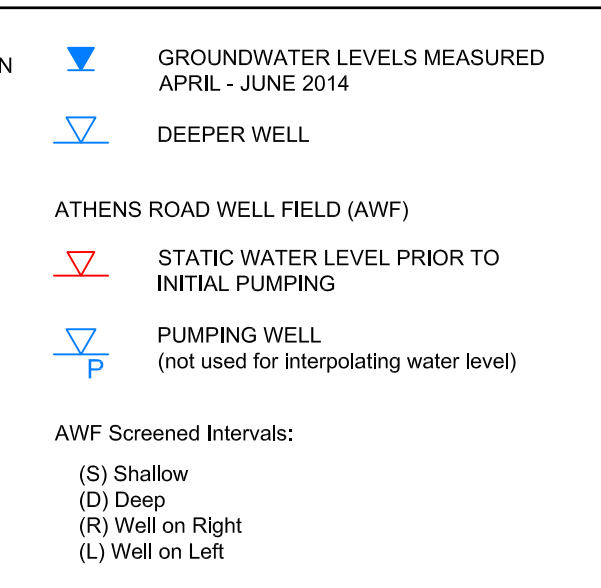 N
GROUNDWATER LEVELS MEASURED
APRIL - JUNE 2014
DEEPER WELL
ATHENS ROAD WELL FIELD (AWF)
STATIC WATER LEVEL PRIOR TO
INITIAL PUMPING
PUMPING WELL
(not used for interpolating water level)
P
AWF Screened Intervals:
(S) Shallow
(D) Deep
(R) Well on Right
(L) Well on Left